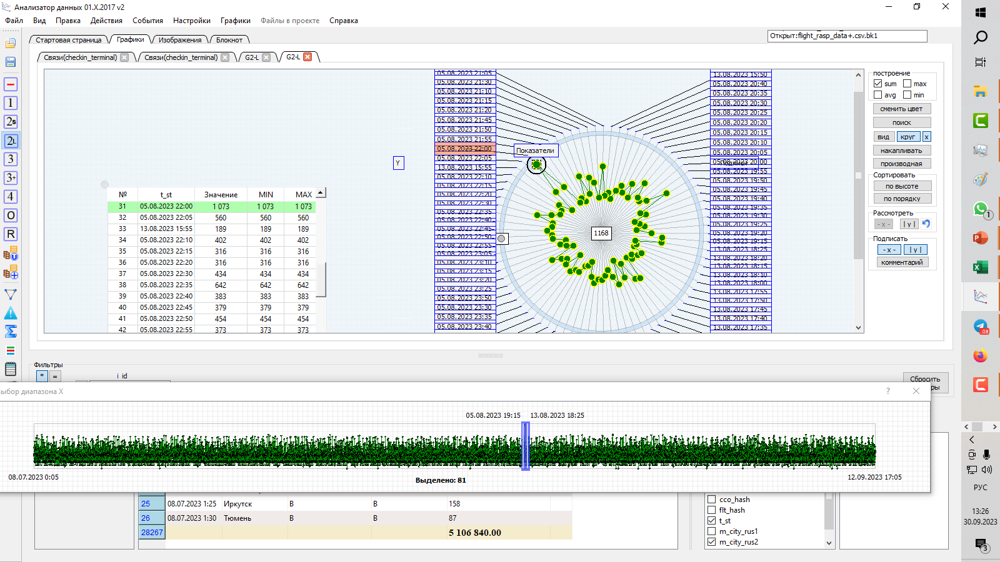 Анализатор данных 01.X.2017 v2
Файл Вид Правка Действия События Настройки Графики Файлы в проекте Справка
Стартовая страница Графики Изображения Блокнот
Открыт:flight_rasp_data+.csv.bk1
Связи(checkin_terminal) Связи(checkin_terminal) G2-L G2-L
1
2s
2L
3
3+
4
O
R
05.08.2023 21:05
05.08.2023 21:30
05.08.2023 21:10
05.08.2023 21:15
05.08.2023 21:20
05.08.2023 21:45
05.08.2023 21:50
05.08.2023 21:55
05.08.2023 22:00
05.08.2023 22:05
13.08.2023 15:55
05.08.2023 22:10
05.08.2023 22:15
05.08.2023 22:20
05.08.2023 22:30
05.08.2023 22:35
05.08.2023 22:40
05.08.2023 22:45
05.08.2023 22:50
05.08.2023 22:55
05.08.2023 23:05
05.08.2023 23:10
05.08.2023 23:15
05.08.2023 23:20
05.08.2023 23:25
05.08.2023 23:50
05.08.2023 23:30
05.08.2023 23:35
05.08.2023 23:40
Y
Показатели
1168
13.08.2023 15:50
05.08.2023 20:40
05.08.2023 20:35
05.08.2023 20:30
05.08.2023 20:25
05.08.2023 20:20
05.08.2023 20:15
05.08.2023 20:10
05.08.2023 20:05
05.08.2023 20:00
05.08.2023 19:55
05.08.2023 19:50
05.08.2023 19:45
05.08.2023 19:40
05.08.2023 19:35
05.08.2023 19:30
05.08.2023 19:25
05.08.2023 19:20
05.08.2023 19:15
13.08.2023 18:25
13.08.2023 18:20
13.08.2023 18:15
13.08.2023 18:10
13.08.2023 18:00
13.08.2023 17:55
13.08.2023 17:50
13.08.2023 17:45
13.08.2023 17:40
13.08.2023 17:35
№ t_st Значение MIN MAX
31 05.08.2023 22:00 1 073 1 073 1 073
32 05.08.2023 22:05 560 560 560
33 13.08.2023 15:55 189 189 189
34 05.08.2023 22:10 402 402 402
35 05.08.2023 22:15 316 316 316
36 05.08.2023 22:20 316 316 316
37 05.08.2023 22:30 434 434 434
38 05.08.2023 22:35 642 642 642
39 05.08.2023 22:40 383 383 383
40 05.08.2023 22:45 379 379 379
41 05.08.2023 22:50 454 454 454
42 05.08.2023 22:55 373 373 373
построение
sum max
avg min
сменить цвет
поиск
вид круг x
накапливать
производная
Сортировать
по высоте
по порядку
Рассмотреть
- x - | y |
Подписать
- x - | y |
комментарий
Фильтры
* = i_id
Сбросить
ры
ыбор диапазона X ?
05.08.2023 19:15 13.08.2023 18:25
08.07.2023 0:05 12.09.2023 17:05
Выделено: 81
25 08.07.2023 1:25 Иркутск В В 158
26 08.07.2023 1:30 Тюмень В В 87
28267 5 106 840.00
cco_hash
flt_hash
t_st
m_city_rus1
m_city_rus2
1
.08
РУС
13:26
30.09.2023
3